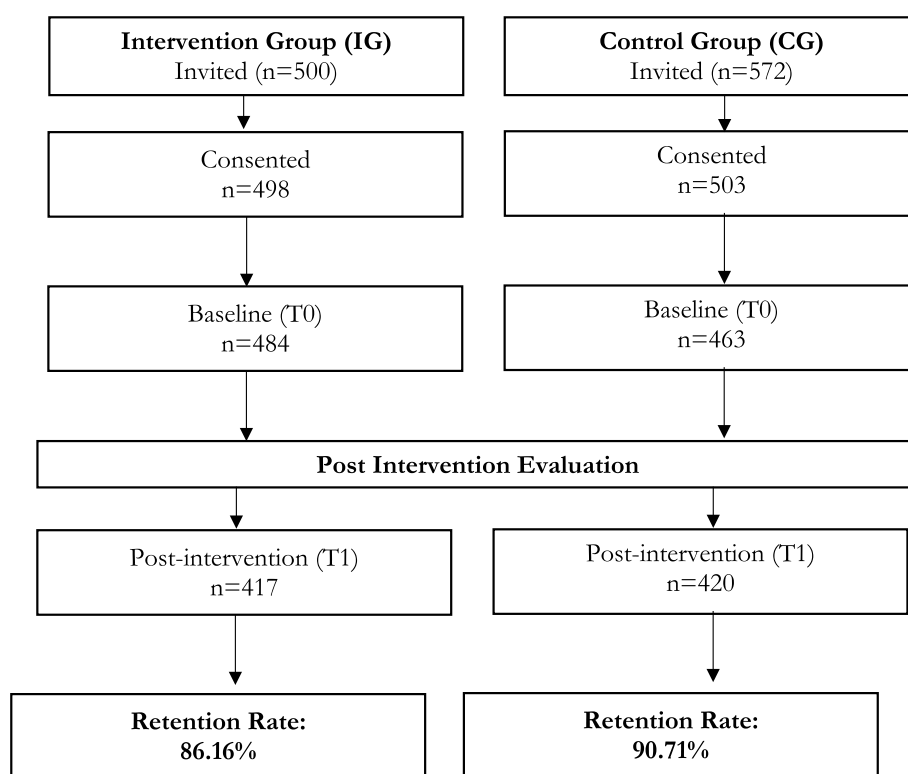 Intervention Group (IG)
Invited (n=500)
Control Group (CG)
Invited (n=572)
Consented
n=498
Consented
n=503
Baseline (T0)
n=484
Baseline (T0)
n=463
Post Intervention Evaluation
Post-intervention (T1)
n=417
Post-intervention (T1)
n=420
Retention Rate:
86.16%
Retention Rate:
90.71%